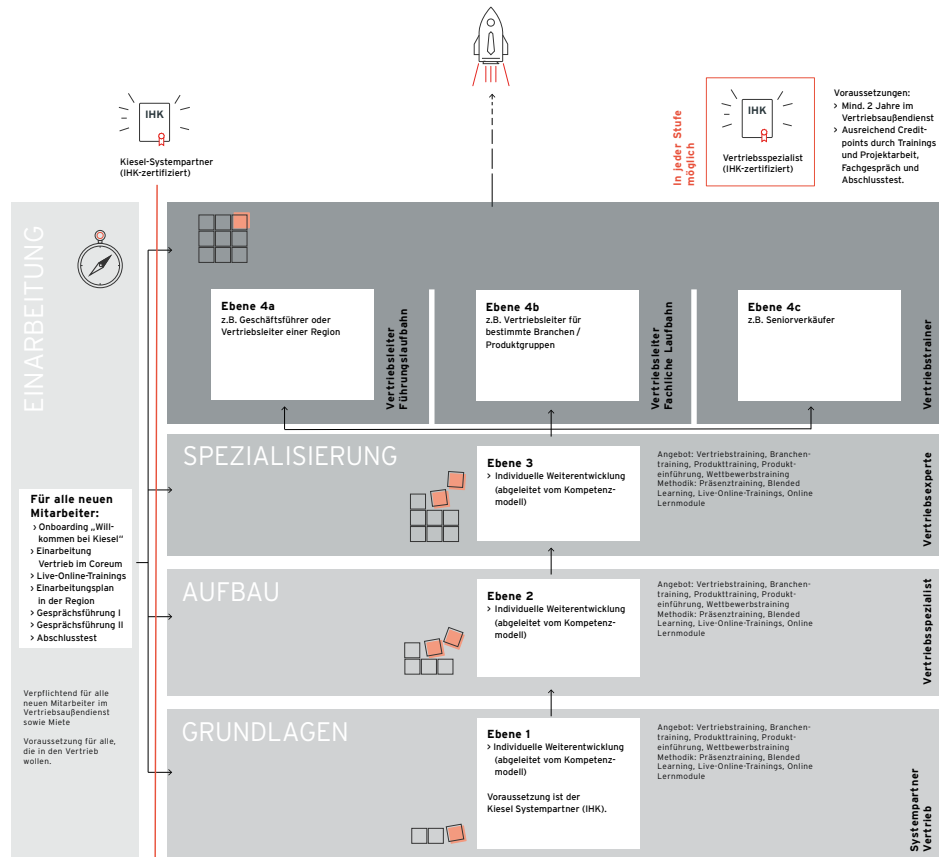 IHK
Kiesel-Systempartner
(IHK-zertifiziert)
In jeder Stufe
möglich
IHK
Vertriebsspezialist
(IHK-zertifiziert)
Voraussetzungen:
> Mind. 2 Jahre im
Vertriebsaußendienst
> Ausreichend Credit-
points durch Trainings
und Projektarbeit,
Fachgespräch und
Abschlusstest.
EINARBEITUNG
Für alle neuen
Mitarbeiter:
> Onboarding „Will-
kommen bei Kiesel“
> Einarbeitung
Vertrieb im Coreum
> Live-Online-Trainings
> Einarbeitungsplan
in der Region
> Gesprächsführung I
> Gesprächsführung II
> Abschlusstest
Verpflichtend für alle
neuen Mitarbeiter im
Vertriebsaußendienst
sowie Miete
Voraussetzung für alle,
die in den Vertrieb
wollen.
Ebene 4a
z.B. Geschäftsführer oder
Vertriebsleiter einer Region
Vertriebsleiter
Führungslaufbahn
Ebene 4b
z.B. Vertriebsleiter für
bestimmte Branchen /
Produktgruppen
Vertriebsleiter
Fachliche Laufbahn
Ebene 4c
z.B. Seniorverkäufer
Vertriebstrainer
SPEZIALISIERUNG
Ebene 3
> Individuelle Weiterentwicklung
(abgeleitet vom Kompetenz-
modell)
Angebot: Vertriebstraining, Branchen-
training, Produkttraining, Produkt-
einführung, Wettbewerbstraining
Methodik: Präsenztraining, Blended
Learning, Live-Online-Trainings, Online
Lernmodule
Vertriebsexperte
AUFBAU
Ebene 2
> Individuelle Weiterentwicklung
(abgeleitet vom Kompetenz-
modell)
Angebot: Vertriebstraining, Branchen-
training, Produkttraining, Produkt-
einführung, Wettbewerbstraining
Methodik: Präsenztraining, Blended
Learning, Live-Online-Trainings, Online
Lernmodule
Vertriebsspezialist
GRUNDLAGEN
Ebene 1
> Individuelle Weiterentwicklung
(abgeleitet vom Kompetenz-
modell)
Voraussetzung ist der
Kiesel Systempartner (IHK).
Angebot: Vertriebstraining, Branchen-
training, Produkttraining, Produkt-
einführung, Wettbewerbstraining
Methodik: Präsenztraining, Blended
Learning, Live-Online-Trainings, Online
Lernmodule
Systempartner
Vertrieb